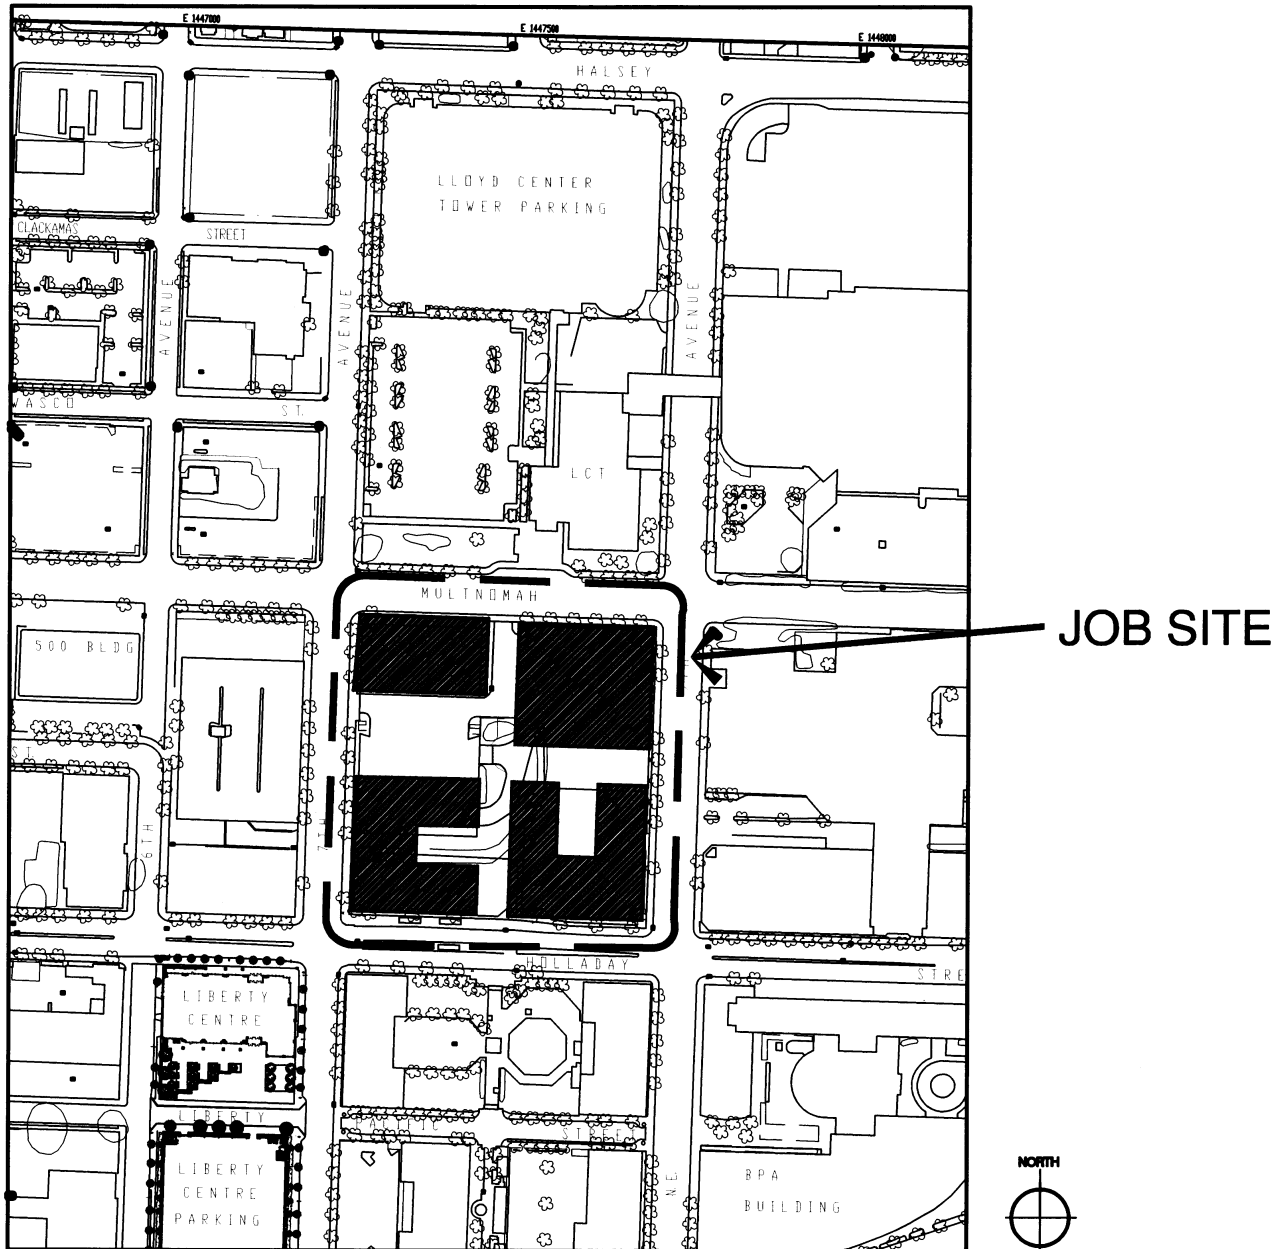 E 1447000
E 1447500
E 1448000
HALSEY
LLOYD CENTER
TOWER PARKING
CLACKAMAS
STREET
AVENUE
AVENUE
AVENUE
WASCO
ST.
LCT
MULTNOMAH
JOB SITE
500 BLDG
ST.
6TH
7TH
HOLLADAY
STRE
LIBERTY
CENTRE
LIBERTY
PACIFIC
STREET
LIBERTY
CENTRE
PARKING
N.E.
BPA
BUILDING
NORTH